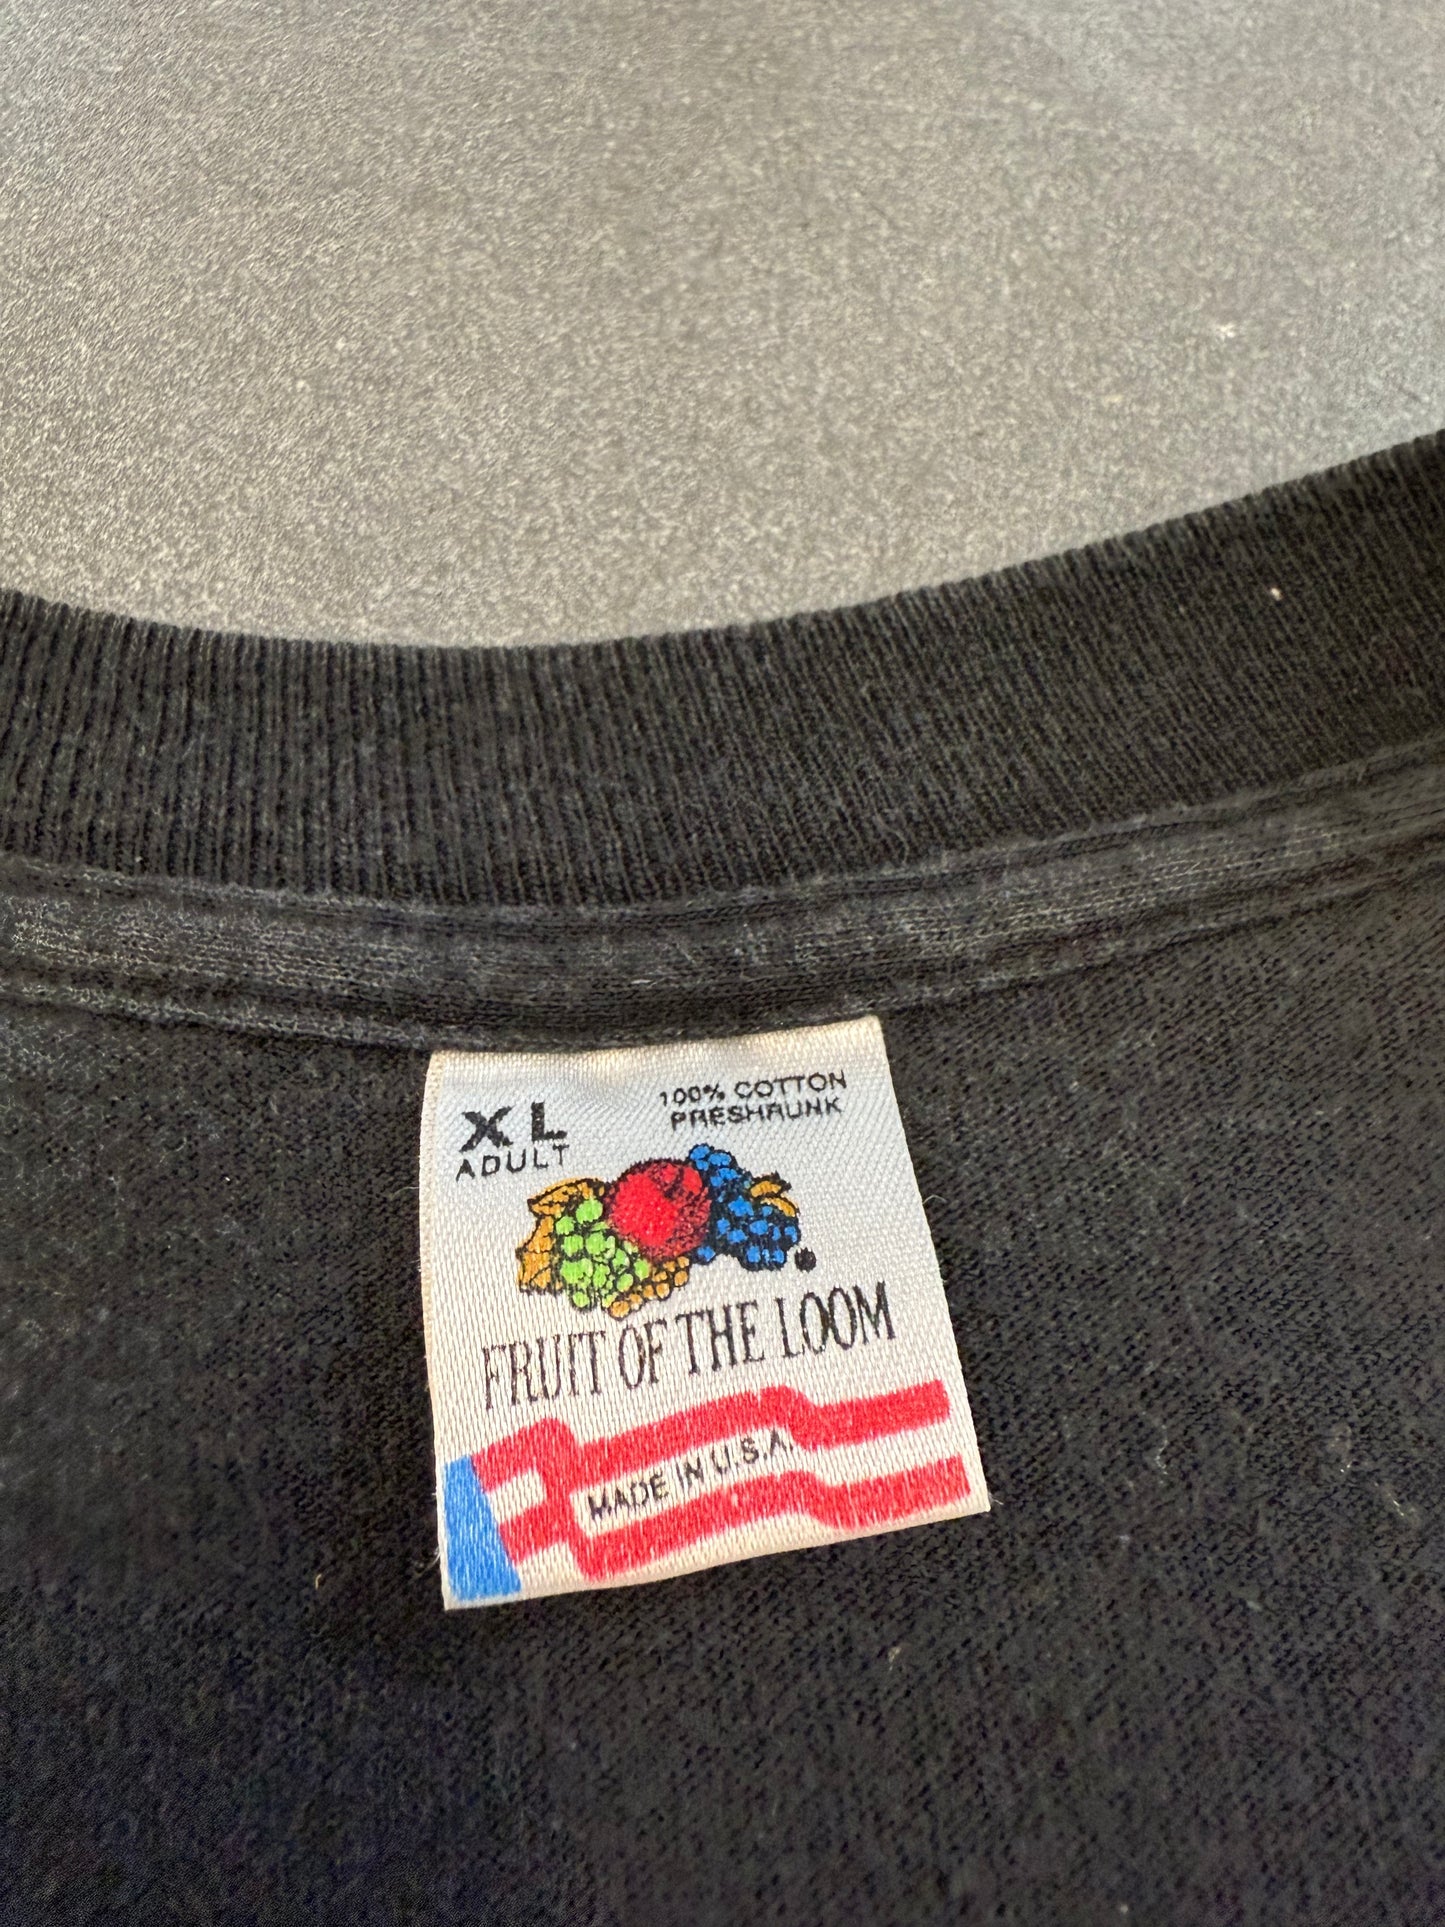 XL
ADULT
100% COTTON
PRESHRUNK
FRUIT OF THE LOOM
MADE IN U.S.A.